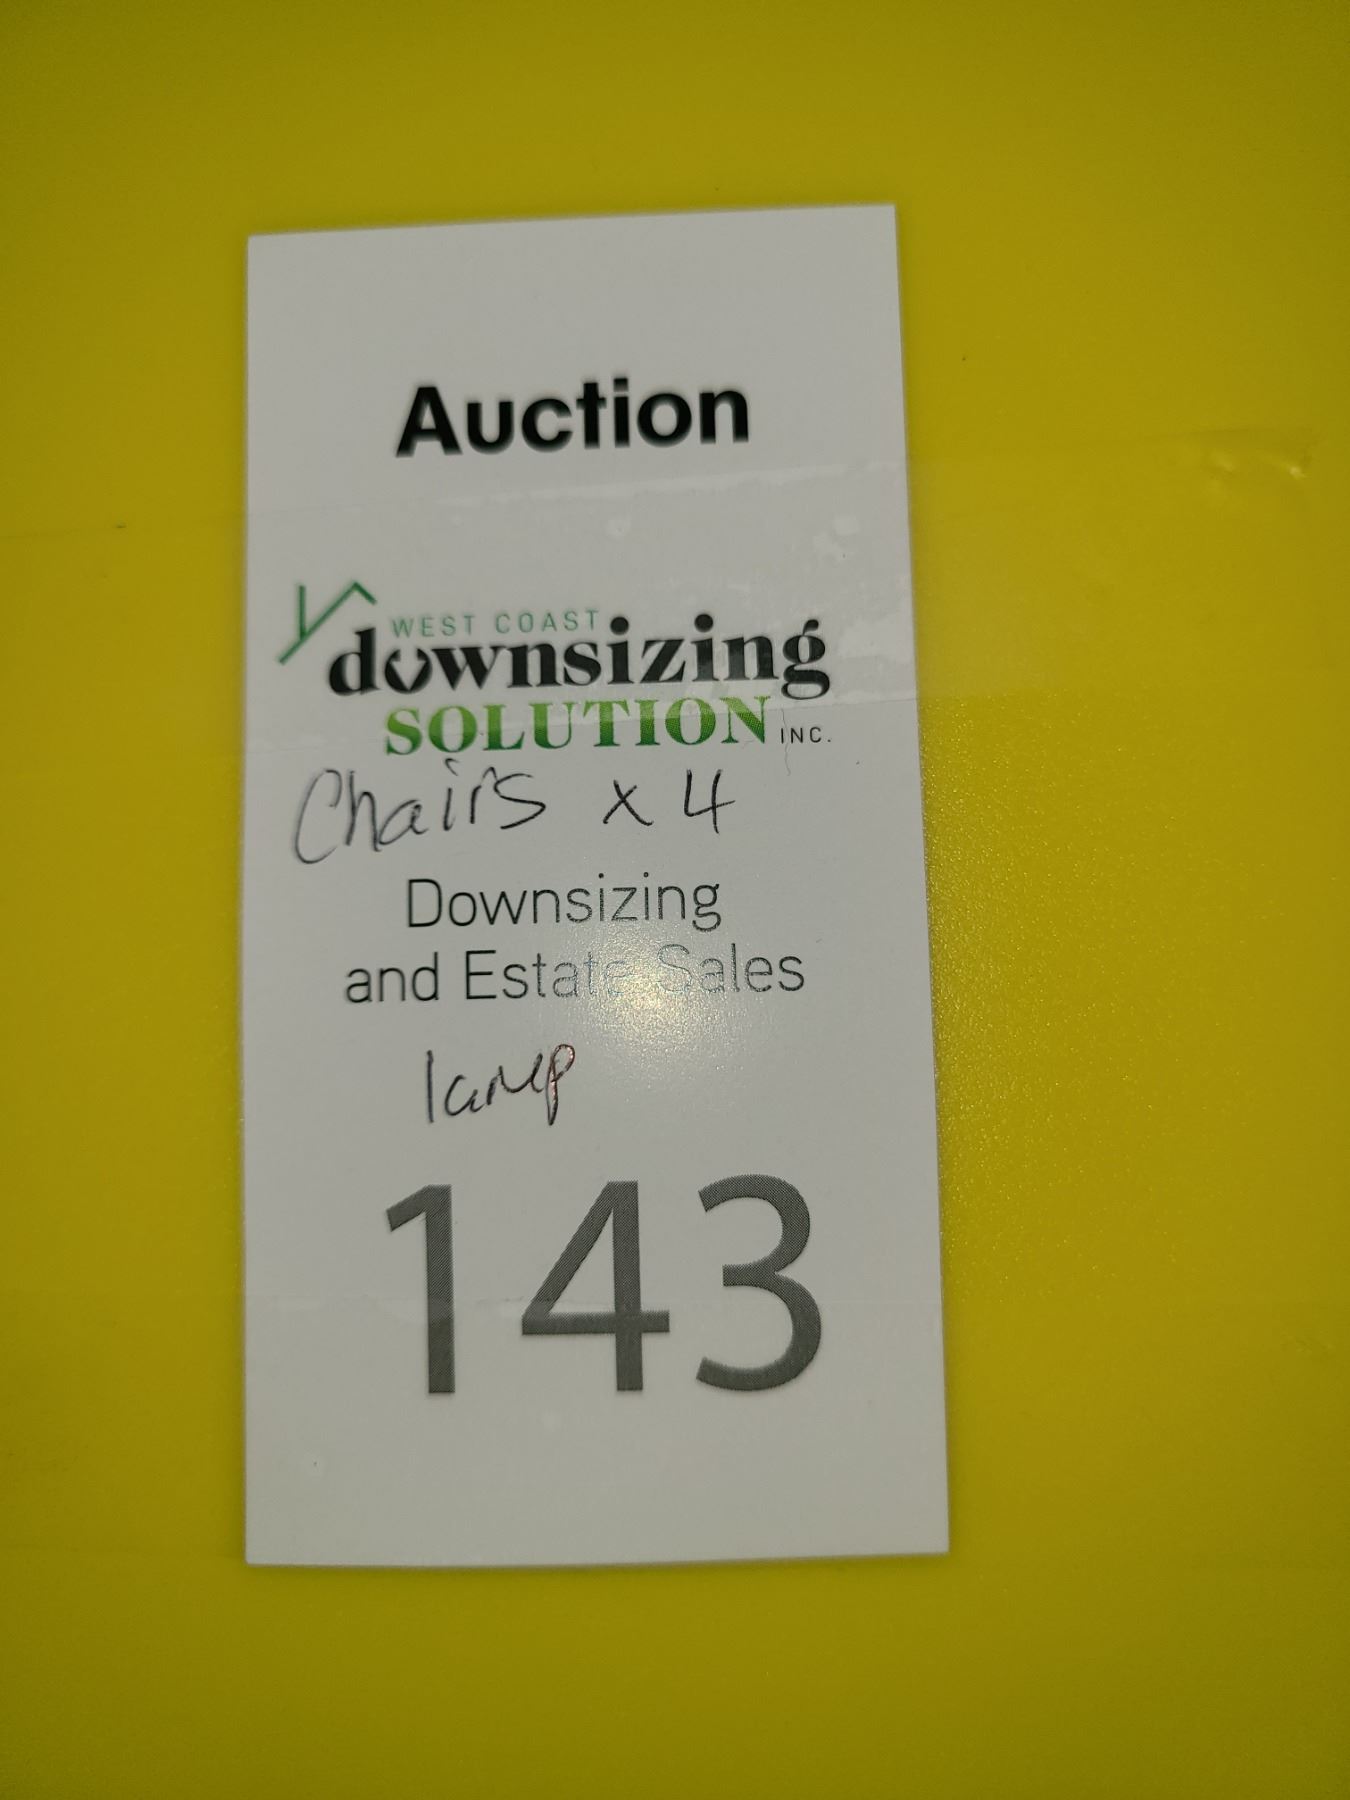 Auction
WEST COAST
downsizing
SOLUTION INC.
Chairs x 4
Downsizing
and Estate Sales
lamp
143